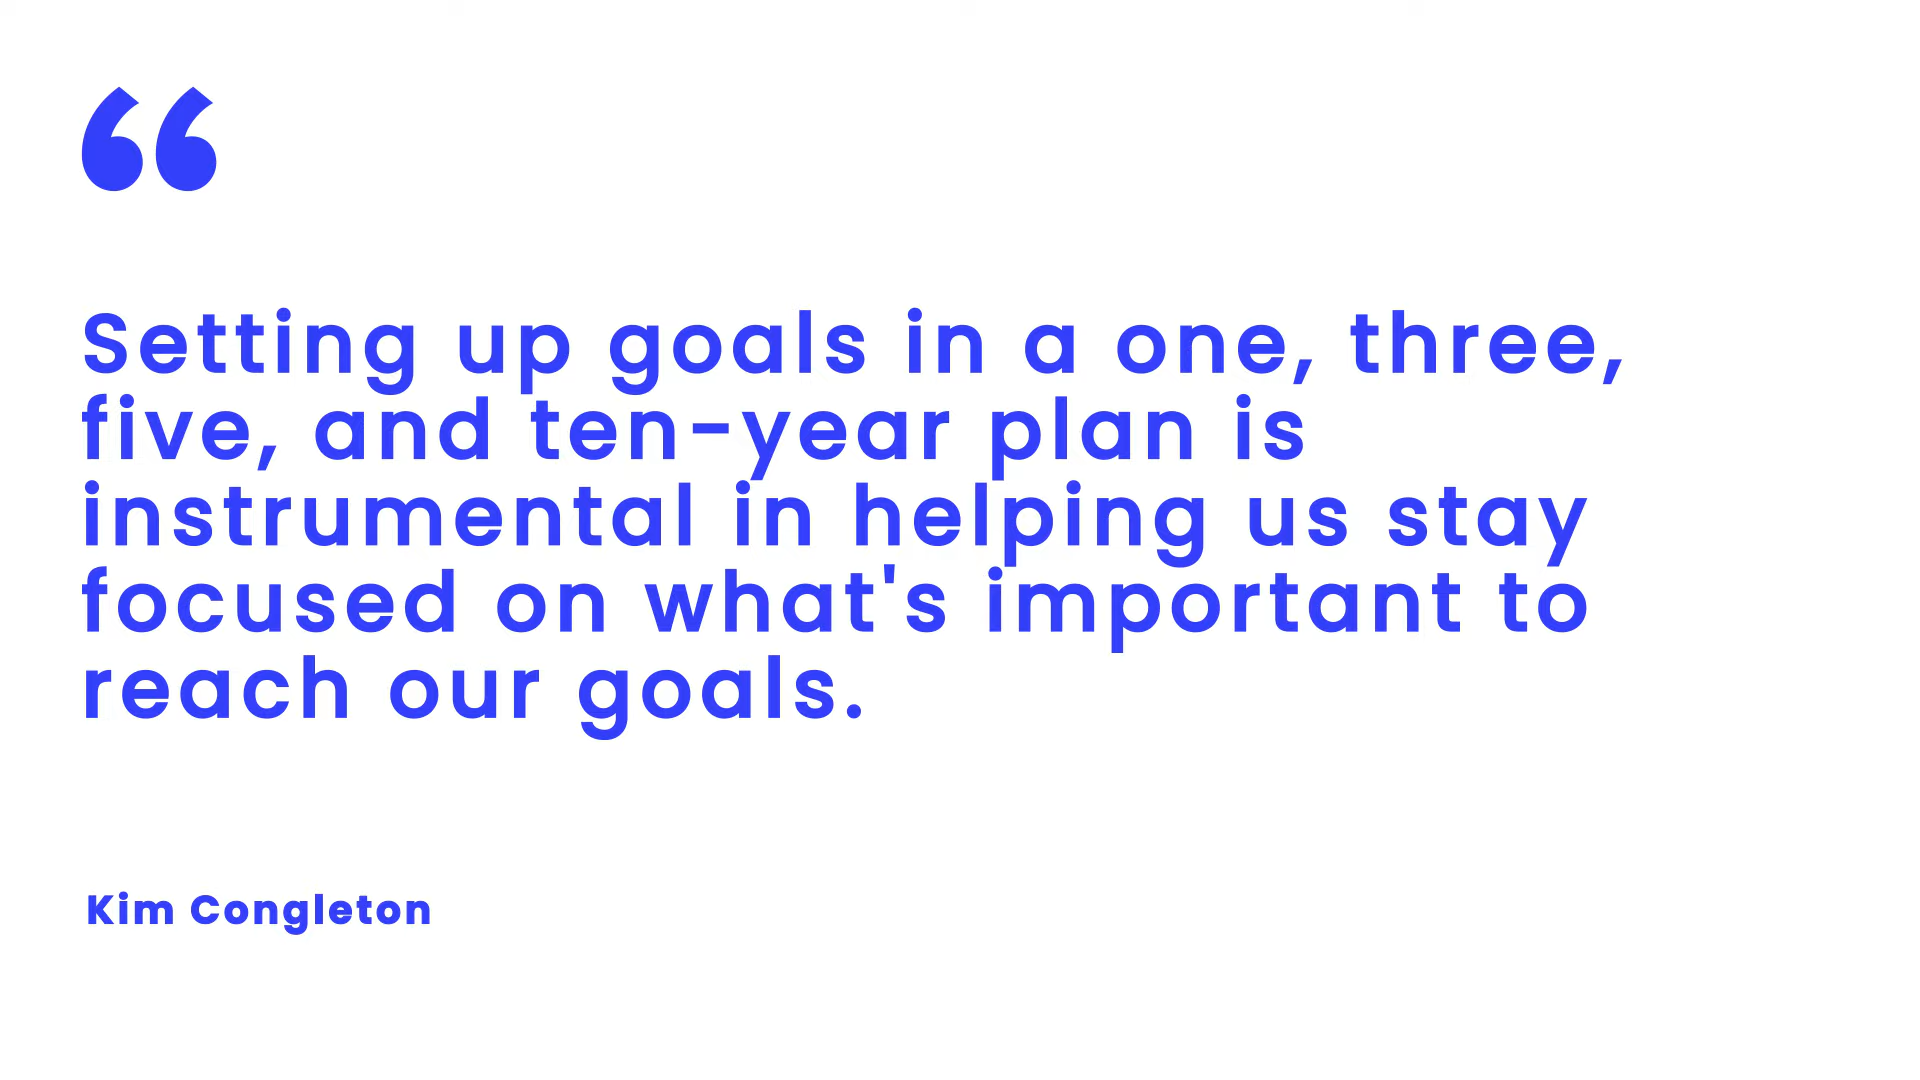 “
Setting up goals in a one, three,
five, and ten-year plan is
instrumental in helping us stay
focused on what's important to
reach our goals.
Kim Congleton